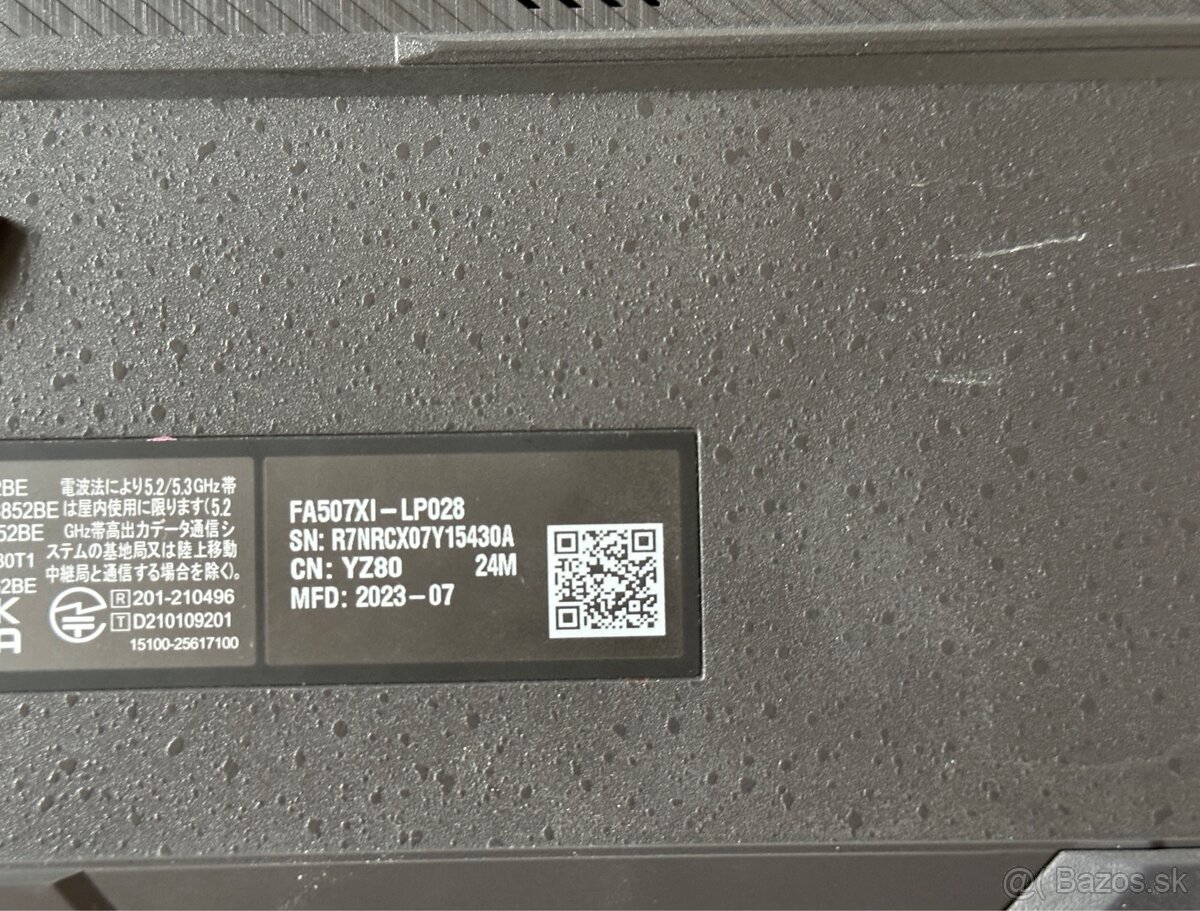 2BE
852BE
52BE
30T1
2BE
K
A
電波法により5.2/5.3GHz帯
は屋内使用に限ります(5.2
GHz帯高出力データ通信シ
ステムの基地局又は陸上移動
中継局と通信する場合を除く)。
R 201-210496
T D210109201
15100-25617100
FA507XI-LP028
SN: R7NRCX07Y15430A
CN: YZ80 24M
MFD: 2023-07
@( Bazos.sk